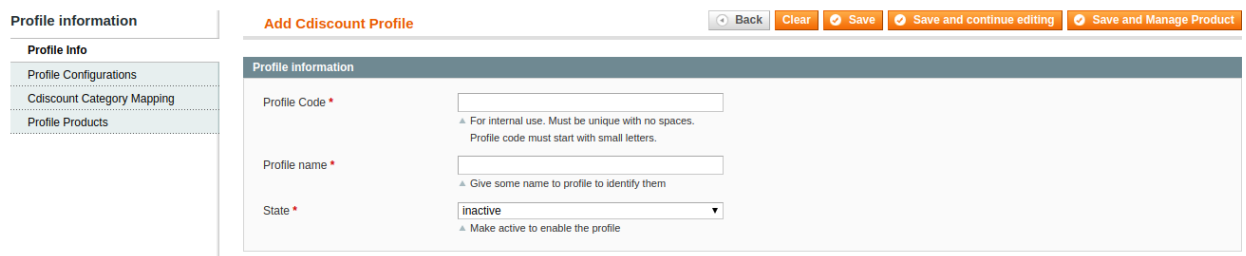 Profile information
Profile Info
Profile Configurations
Cdiscount Category Mapping
Profile Products
Add Cdiscount Profile
Back Clear Save Save and continue editing Save and Manage Product
Profile information
Profile Code *
For internal use. Must be unique with no spaces.
Profile code must start with small letters.
Profile name *
Give some name to profile to identify them
State * inactive
Make active to enable the profile